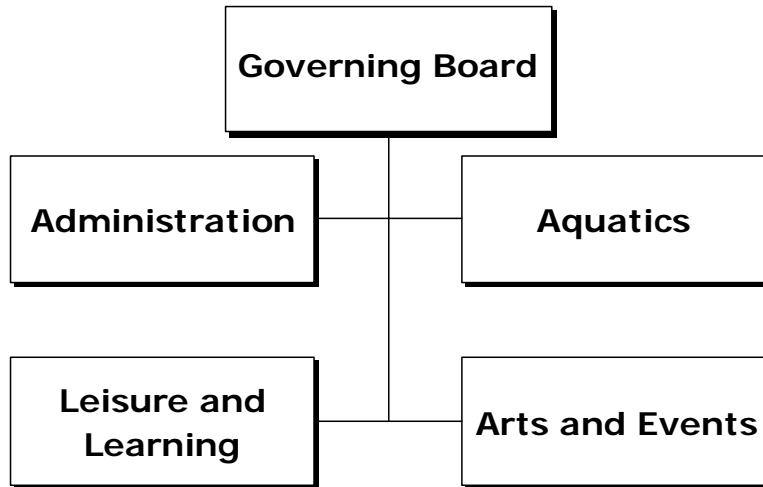 Governing Board
Administration
Aquatics
Leisure and
Learning
Arts and Events